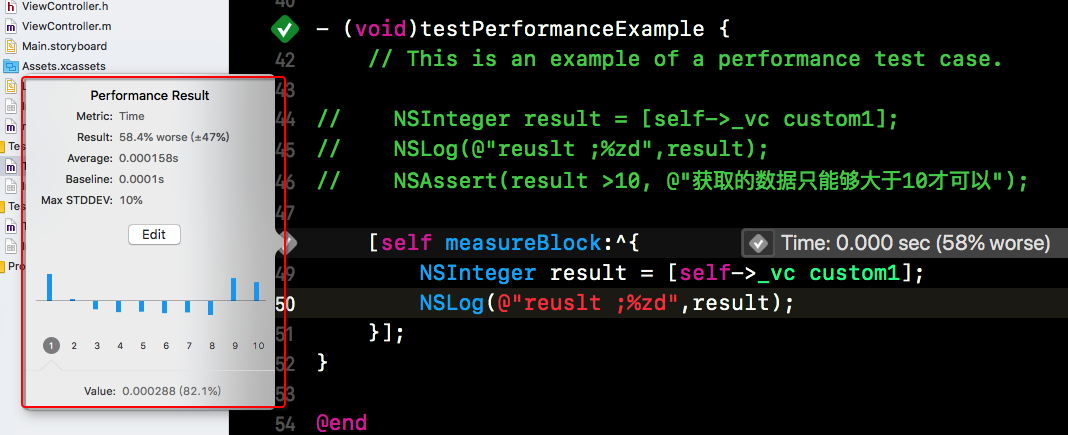 ViewController.h
ViewController.m
Main.storyboard
Assets.xcassets
Tes
Tes
Pro
Performance Result
Metric: Time
Result: 58.4% worse (±47%)
Average: 0.000158s
Baseline: 0.0001s
Max STDDEV: 10%
Edit
1 2 3 4 5 6 7 8 9 10
Value: 0.000288 (82.1%)
40
- (void)testPerformanceExample {
42 // This is an example of a performance test case.
43
44 // NSInteger result = [self->_vc custom1];
45 // NSLog(@"reuslt ;%zd",result);
46 // NSAssert(result >10, @"获取的数据只能够大于10才可以");
47
[self measureBlock:^{ Time: 0.000 sec (58% worse)
49 NSInteger result = [self->_vc custom1];
50 NSLog(@"reuslt ;%zd",result);
51 }];
52 }
53
54 @end